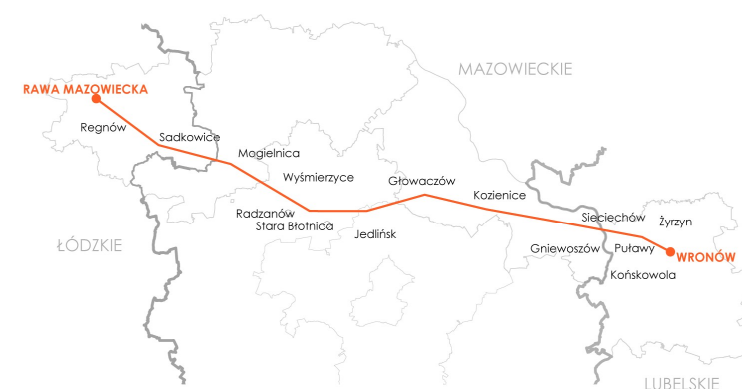 MAZOWIECKIE
RAWA MAZOWIECKA
Regnów
Sadkowice
Mogielnica
Wyśmierzyce
Głowaczów
Kozienice
Radzanów
Stara Błotnica
Jedlińsk
Sieciechów
Żyrzyn
ŁÓDZKIE
Gniewoszów
Puławy
WRONÓW
Końskowola
LUBELSKIE